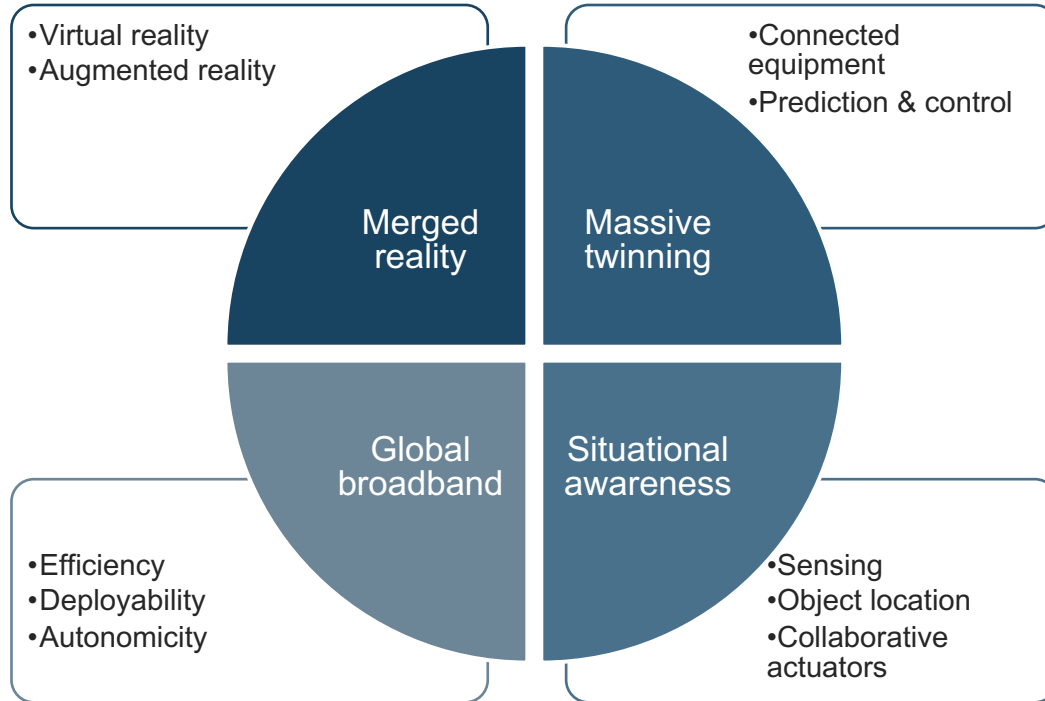 •Virtual reality
•Augmented reality
•Connected
equipment
•Prediction & control
Merged
reality
Massive
twinning
Global
broadband
Situational
awareness
•Efficiency
•Deployability
•Autonomicity
•Sensing
•Object location
•Collaborative
actuators